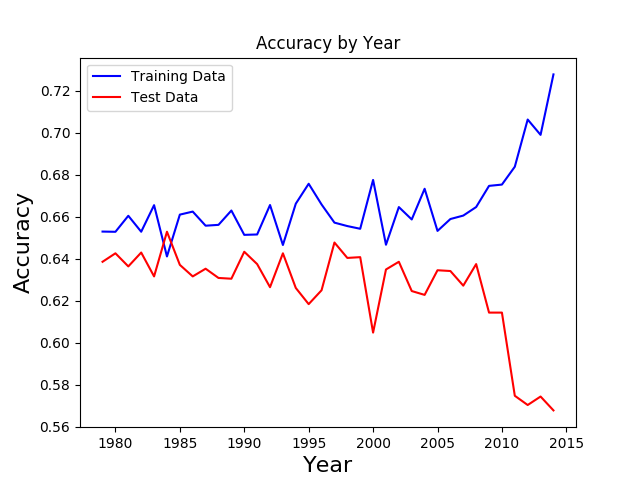 Accuracy by Year
Training Data
Test Data
0.72
0.70
0.68
0.66
0.64
0.62
0.60
0.58
0.56
Accuracy
1980 1985 1990 1995 2000 2005 2010 2015
Year